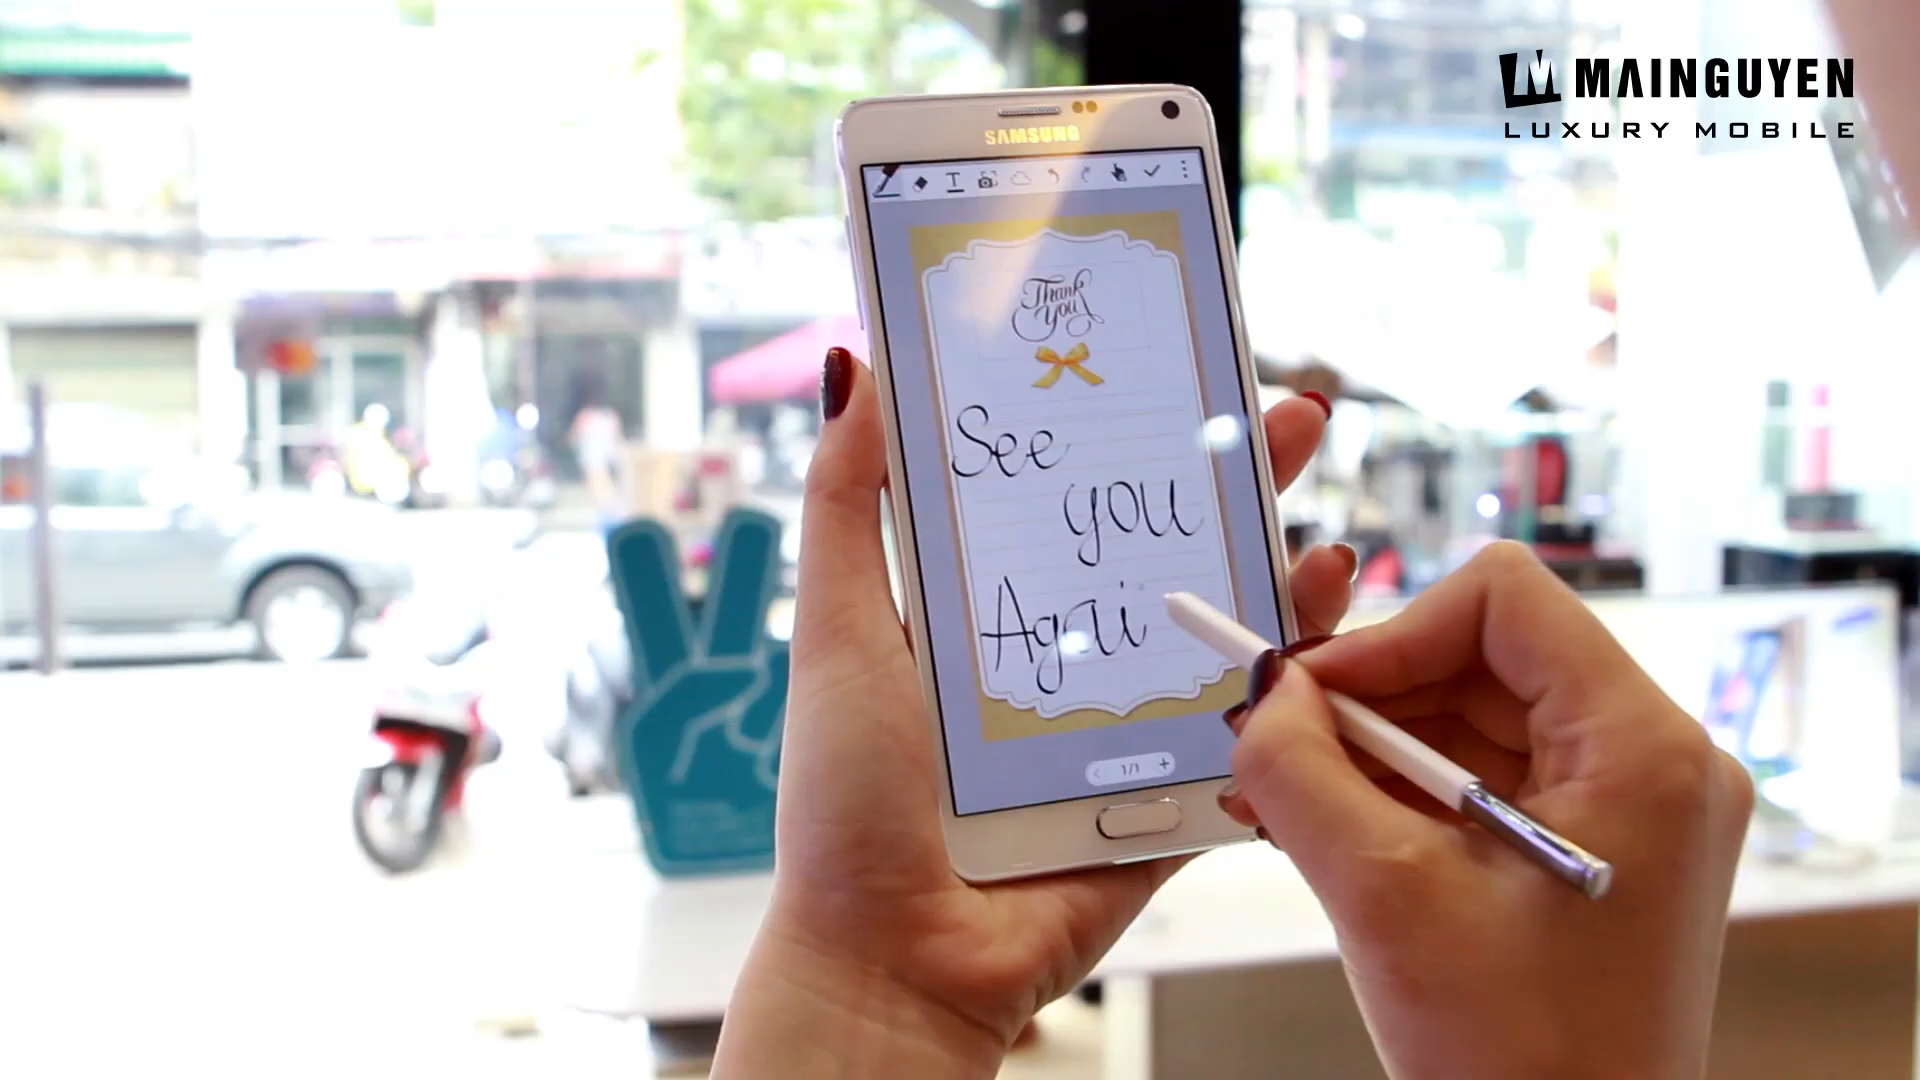 MAINGUYEN
LUXURY MOBILE
SAMSUNG
T
Thank
you
See
you
Agai
< 1/1 +